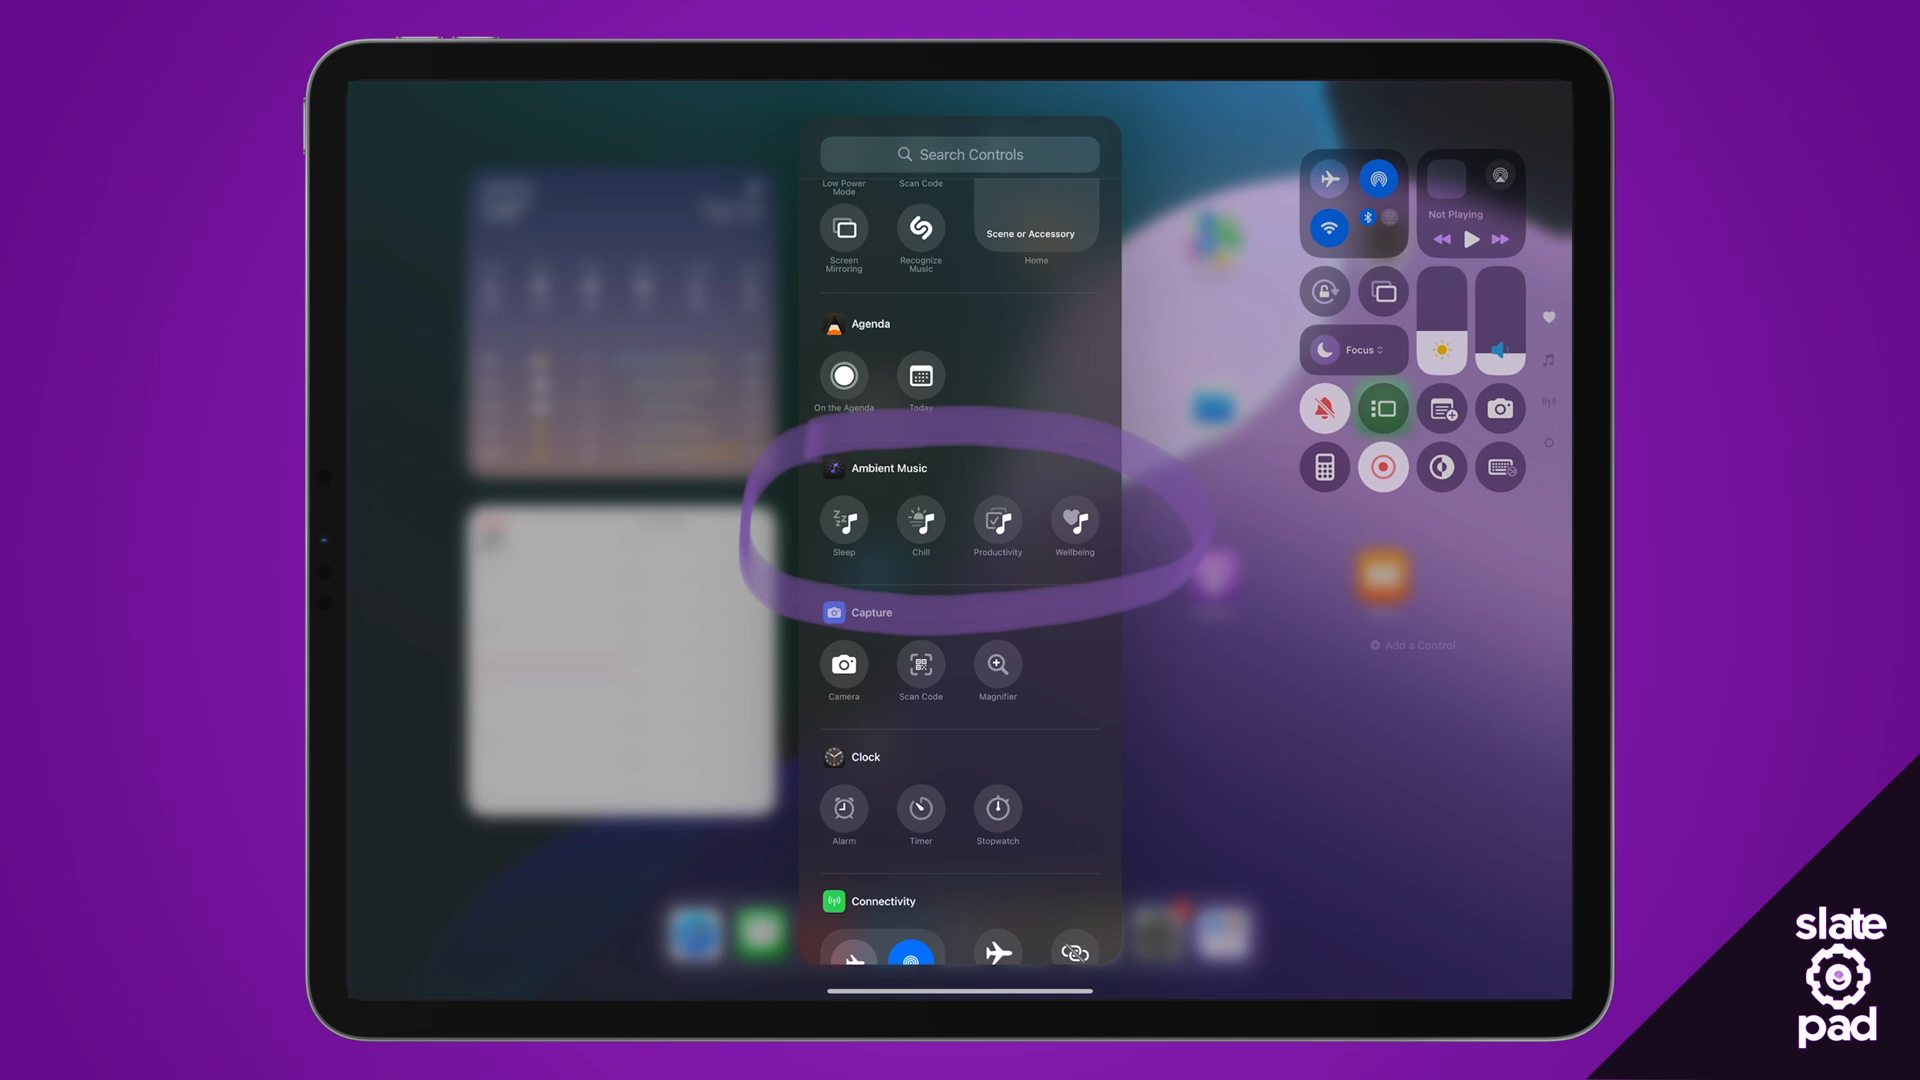 Search Controls
Low Power
Mode
Scan Code
Screen
Mirroring
Recognize
Music
Scene or Accessory
Home
Agenda
On the Agenda
Today
Ambient Music
Sleep
Chill
Productivity
Wellbeing
Capture
Camera
Scan Code
Magnifier
Clock
Alarm
Timer
Stopwatch
Connectivity
Not Playing
Focus
Add a Control
slate
pad